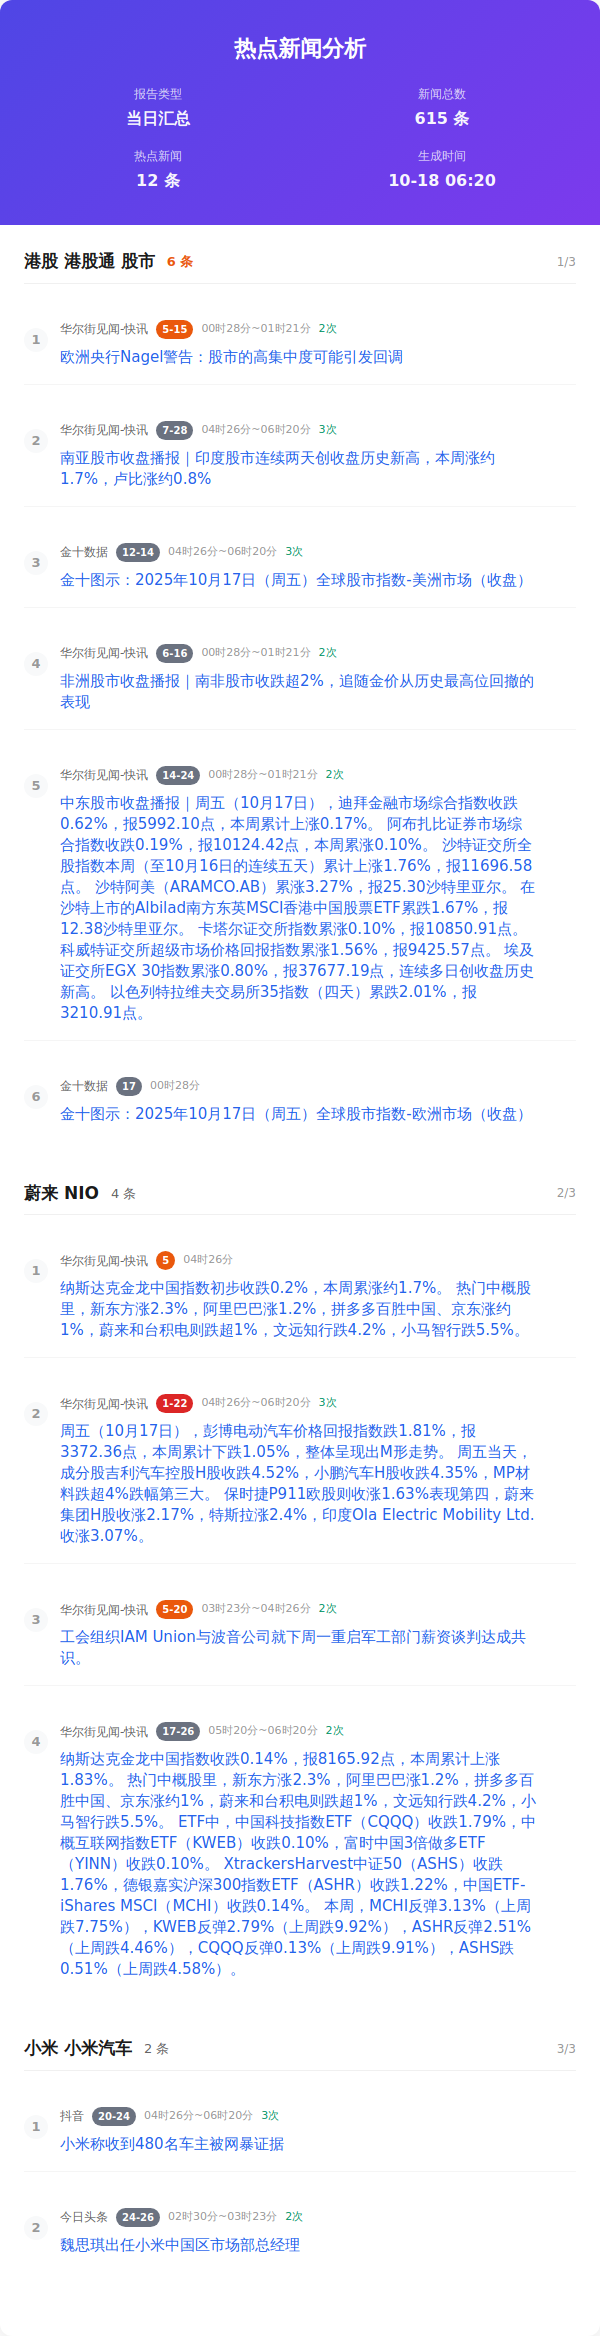 热点新闻分析
报告类型
新闻总数
当日汇总
615 条
热点新闻
生成时间
12 条
10-18 06:20
港股 港股通 股市 6 条 1/3
1
华尔街见闻-快讯 5-15 00时28分~01时21分 2次
欧洲央行Nagel警告：股市的高集中度可能引发回调
2
华尔街见闻-快讯 7-28 04时26分~06时20分 3次
南亚股市收盘播报｜印度股市连续两天创收盘历史新高，本周涨约
1.7%，卢比涨约0.8%
3
金十数据 12-14 04时26分~06时20分 3次
金十图示：2025年10月17日（周五）全球股市指数-美洲市场（收盘）
4
华尔街见闻-快讯 6-16 00时28分~01时21分 2次
非洲股市收盘播报｜南非股市收跌超2%，追随金价从历史最高位回撤的
表现
5
华尔街见闻-快讯 14-24 00时28分~01时21分 2次
中东股市收盘播报｜周五（10月17日），迪拜金融市场综合指数收跌
0.62%，报5992.10点，本周累计上涨0.17%。 阿布扎比证券市场综
合指数收跌0.19%，报10124.42点，本周累涨0.10%。 沙特证交所全
股指数本周（至10月16日的连续五天）累计上涨1.76%，报11696.58
点。 沙特阿美（ARAMCO.AB）累涨3.27%，报25.30沙特里亚尔。 在
沙特上市的Albilad南方东英MSCI香港中国股票ETF累跌1.67%，报
12.38沙特里亚尔。 卡塔尔证交所指数累涨0.10%，报10850.91点。
科威特证交所超级市场价格回报指数累涨1.56%，报9425.57点。 埃及
证交所EGX 30指数累涨0.80%，报37677.19点，连续多日创收盘历史
新高。 以色列特拉维夫交易所35指数（四天）累跌2.01%，报
3210.91点。
6
金十数据 17 00时28分
金十图示：2025年10月17日（周五）全球股市指数-欧洲市场（收盘）
蔚来 NIO 4 条 2/3
1
华尔街见闻-快讯 5 04时26分
纳斯达克金龙中国指数初步收跌0.2%，本周累涨约1.7%。 热门中概股
里，新东方涨2.3%，阿里巴巴涨1.2%，拼多多百胜中国、京东涨约
1%，蔚来和台积电则跌超1%，文远知行跌4.2%，小马智行跌5.5%。
2
华尔街见闻-快讯 1-22 04时26分~06时20分 3次
周五（10月17日），彭博电动汽车价格回报指数跌1.81%，报
3372.36点，本周累计下跌1.05%，整体呈现出M形走势。 周五当天，
成分股吉利汽车控股H股收跌4.52%，小鹏汽车H股收跌4.35%，MP材
料跌超4%跌幅第三大。 保时捷P911欧股则收涨1.63%表现第四，蔚来
集团H股收涨2.17%，特斯拉涨2.4%，印度Ola Electric Mobility Ltd.
收涨3.07%。
3
华尔街见闻-快讯 5-20 03时23分~04时26分 2次
工会组织IAM Union与波音公司就下周一重启军工部门薪资谈判达成共
识。
4
华尔街见闻-快讯 17-26 05时20分~06时20分 2次
纳斯达克金龙中国指数收跌0.14%，报8165.92点，本周累计上涨
1.83%。 热门中概股里，新东方涨2.3%，阿里巴巴涨1.2%，拼多多百
胜中国、京东涨约1%，蔚来和台积电则跌超1%，文远知行跌4.2%，小
马智行跌5.5%。 ETF中，中国科技指数ETF（CQQQ）收跌1.79%，中
概互联网指数ETF（KWEB）收跌0.10%，富时中国3倍做多ETF
（YINN）收跌0.10%。 XtrackersHarvest中证50（ASHS）收跌
1.76%，德银嘉实沪深300指数ETF（ASHR）收跌1.22%，中国ETF-
iShares MSCI（MCHI）收跌0.14%。 本周，MCHI反弹3.13%（上周
跌7.75%），KWEB反弹2.79%（上周跌9.92%），ASHR反弹2.51%
（上周跌4.46%），CQQQ反弹0.13%（上周跌9.91%），ASHS跌
0.51%（上周跌4.58%）。
小米 小米汽车 2 条 3/3
1
抖音 20-24 04时26分~06时20分 3次
小米称收到480名车主被网暴证据
2
今日头条 24-26 02时30分~03时23分 2次
魏思琪出任小米中国区市场部总经理